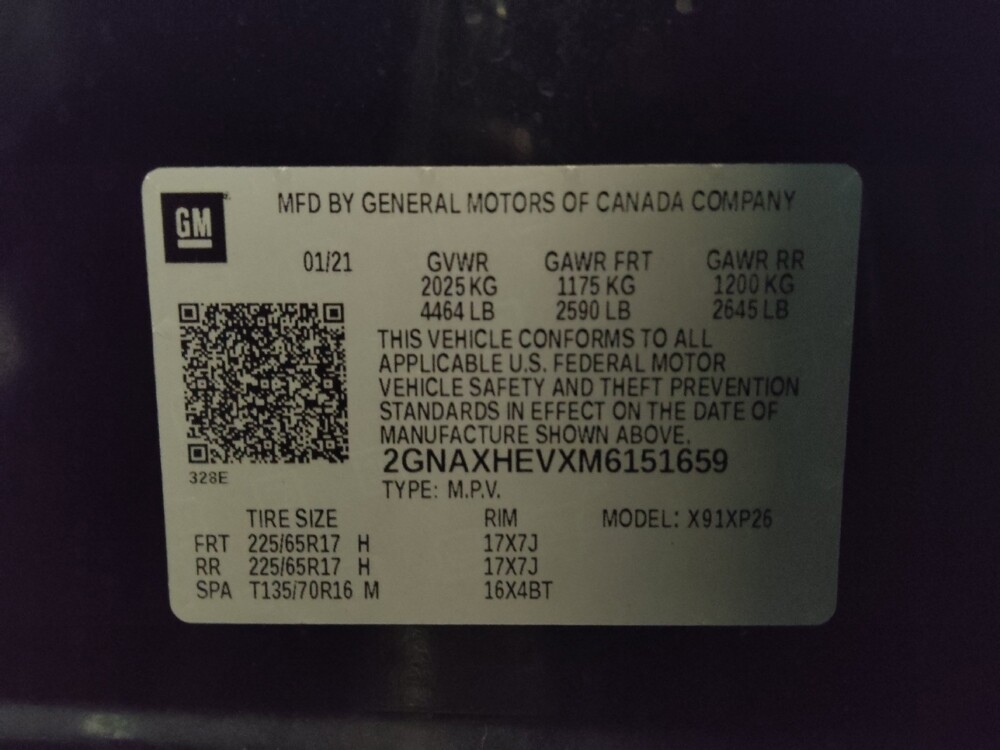 GM
MFD BY GENERAL MOTORS OF CANADA COMPANY
01/21 GVWR GAWR FRT GAWR RR
2025 KG 1175 KG 1200 KG
4464 LB 2590 LB 2645 LB
THIS VEHICLE CONFORMS TO ALL
APPLICABLE U.S. FEDERAL MOTOR
VEHICLE SAFETY AND THEFT PREVENTION
STANDARDS IN EFFECT ON THE DATE OF
MANUFACTURE SHOWN ABOVE.
2GNAXHEVXM6151659
328E
TYPE: M.P.V.
TIRE SIZE RIM MODEL: X91XP26
FRT 225/65R17 H 17X7J
RR 225/65R17 H 17X7J
SPA T135/70R16 M 16X4BT